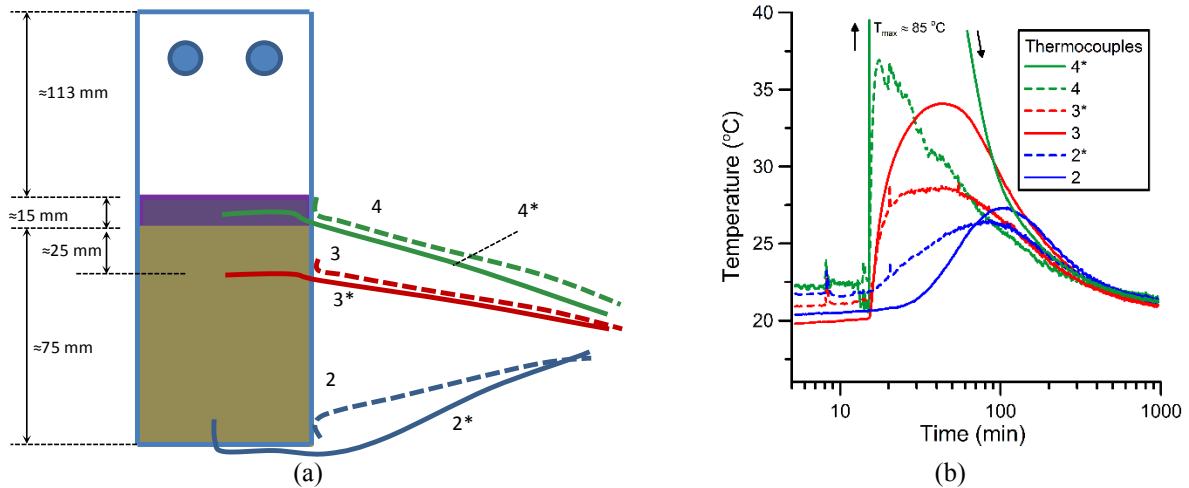 ≈113 mm
≈15 mm
≈25 mm
≈75 mm
4
4*
3
3*
2
2*
(a)
40
35
30
25
20
Temperature (°C)
Tmax ≈ 85 °C
Thermocouples
4*
4
3*
3
2*
2
10
100
1000
Time (min)
(b)